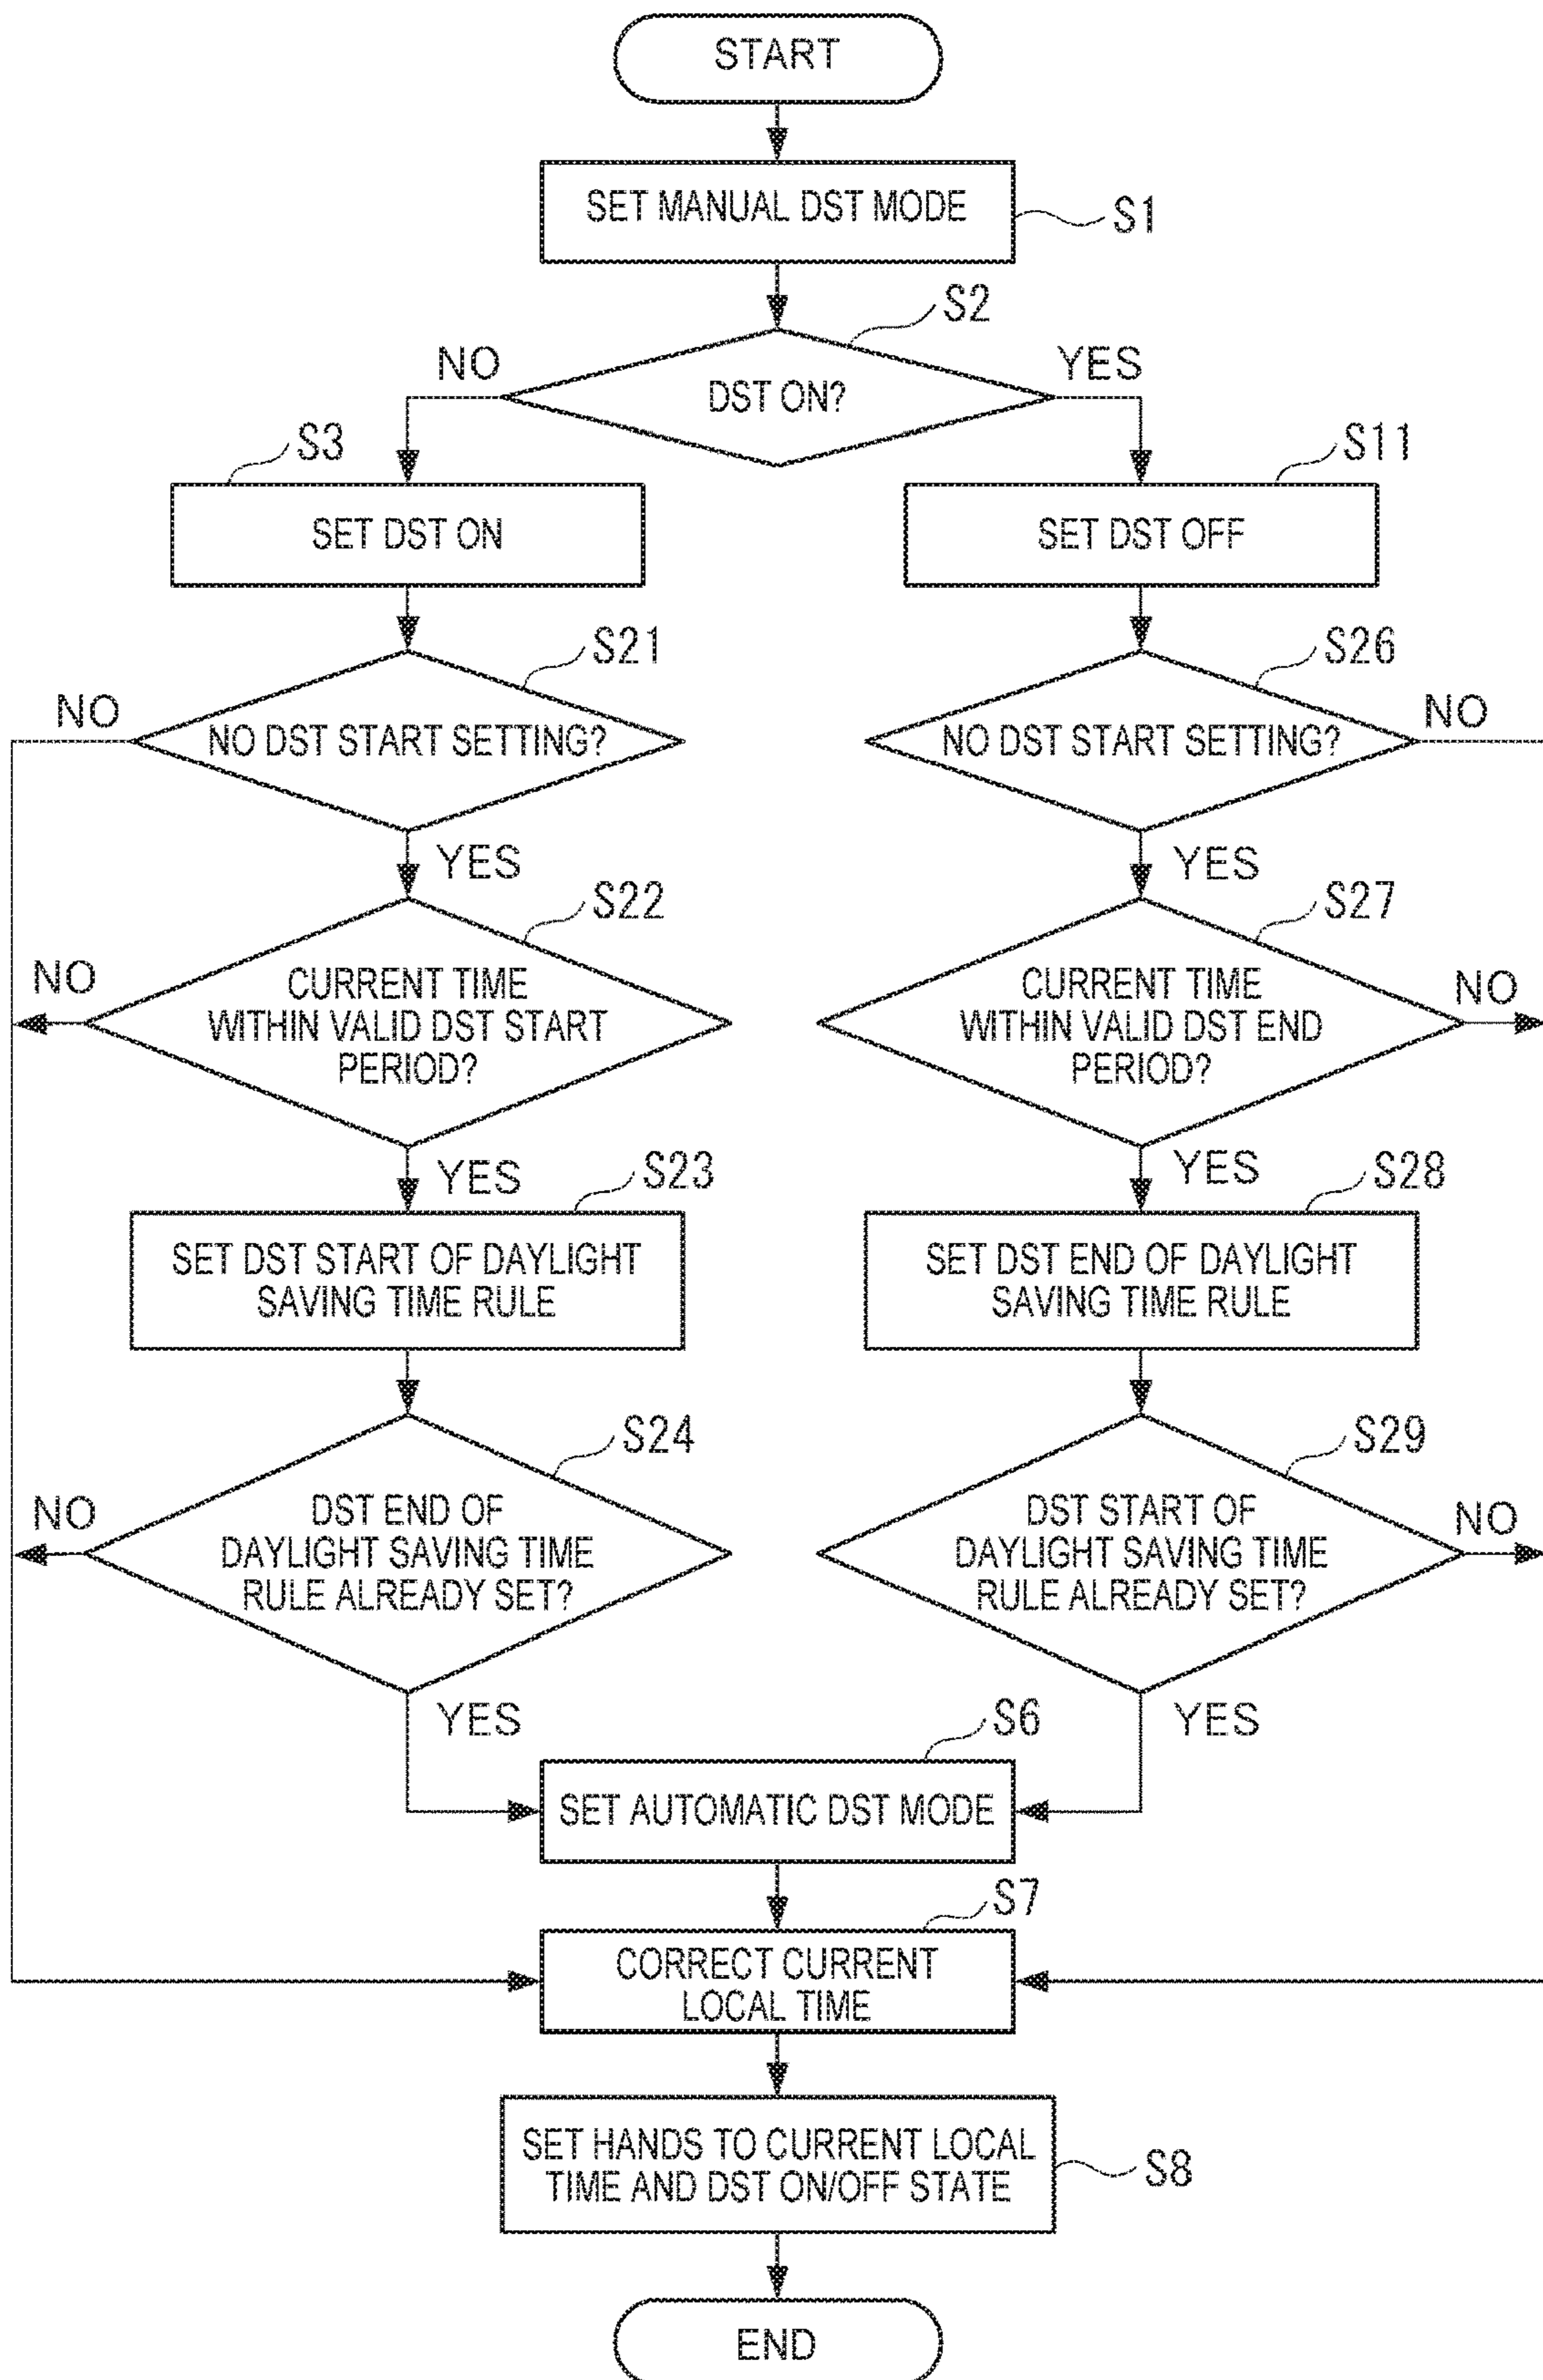 START
SET MANUAL DST MODE
S1
S2
NO
YES
DST ON?
S3
S11
SET DST ON
SET DST OFF
S21
S26
NO
NO DST START SETTING?
NO DST START SETTING?
NO
YES
YES
S22
S27
NO
CURRENT TIME
WITHIN VALID DST START
PERIOD?
CURRENT TIME
WITHIN VALID DST END
PERIOD?
NO
YES
YES
S23
S28
SET DST START OF DAYLIGHT
SAVING TIME RULE
SET DST END OF DAYLIGHT
SAVING TIME RULE
S24
S29
NO
DST END OF
DAYLIGHT SAVING TIME
RULE ALREADY SET?
DST START OF
DAYLIGHT SAVING TIME
RULE ALREADY SET?
NO
YES
YES
S6
SET AUTOMATIC DST MODE
S7
CORRECT CURRENT
LOCAL TIME
SET HANDS TO CURRENT LOCAL
TIME AND DST ON/OFF STATE
S8
END